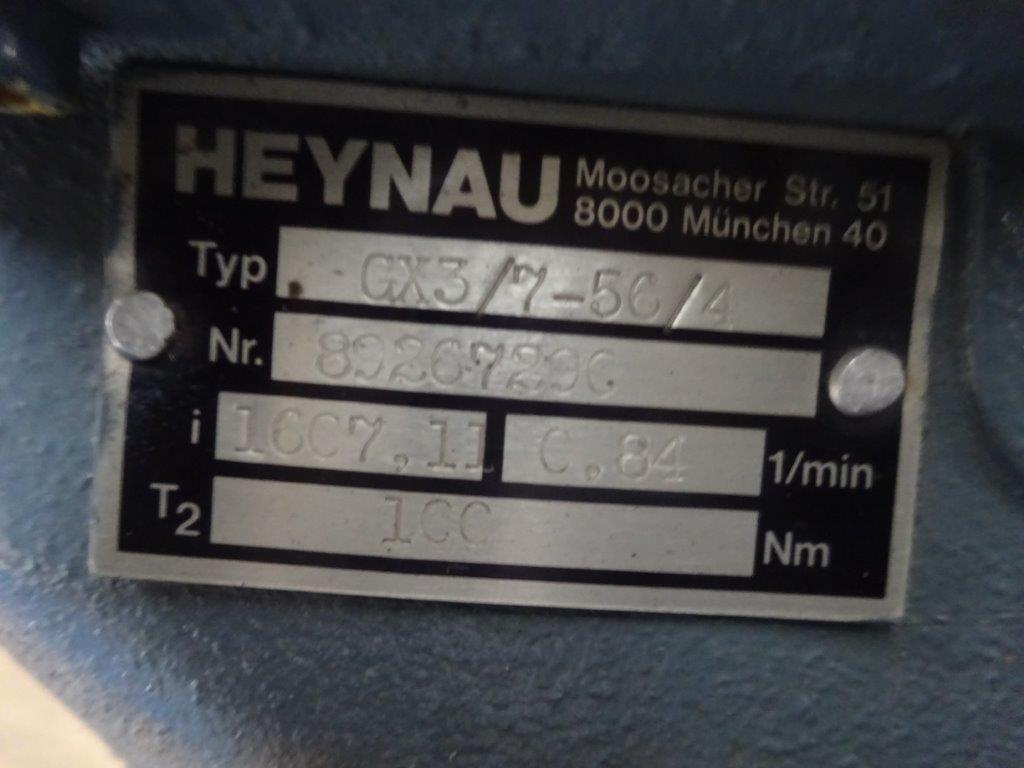 HEYNAU Moosacher Str. 51
8000 München 40
Typ GX3/7-56/4
Nr. 892672900
i 1607,11 0,84 1/min
T2 100 Nm